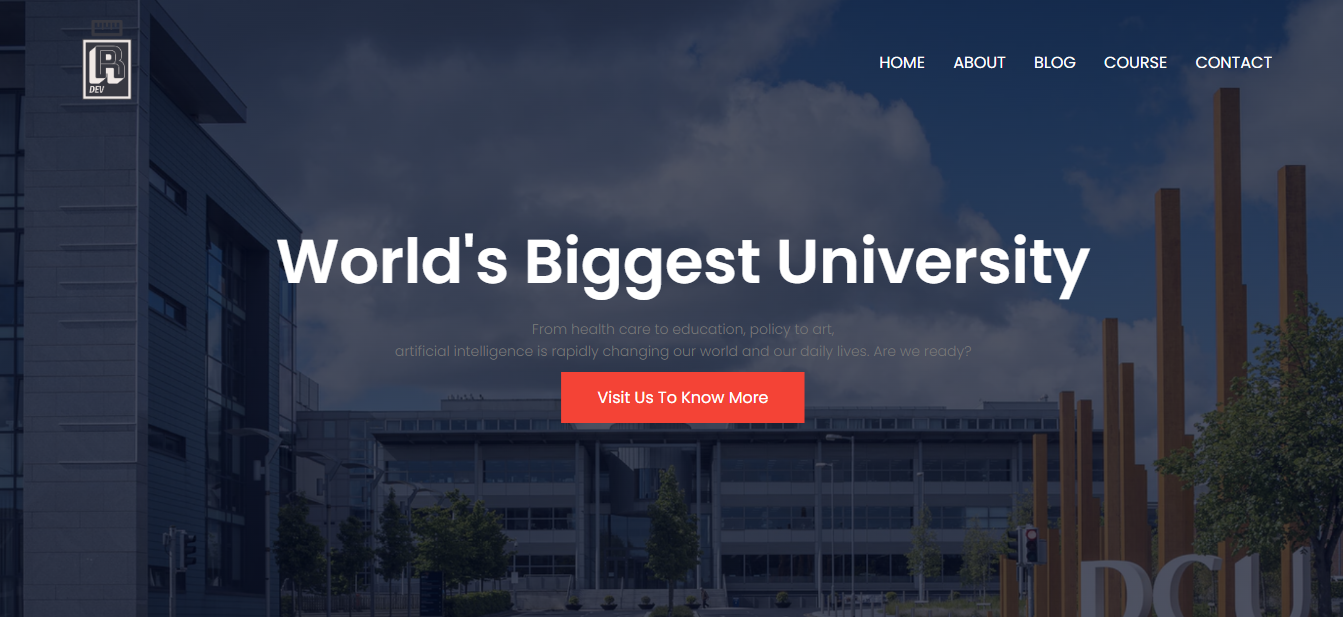 DEV
HOME ABOUT BLOG COURSE CONTACT
World's Biggest University
From health care to education, policy to art,
artificial intelligence is rapidly changing our world and our daily lives. Are we ready?
Visit Us To Know More
DCU